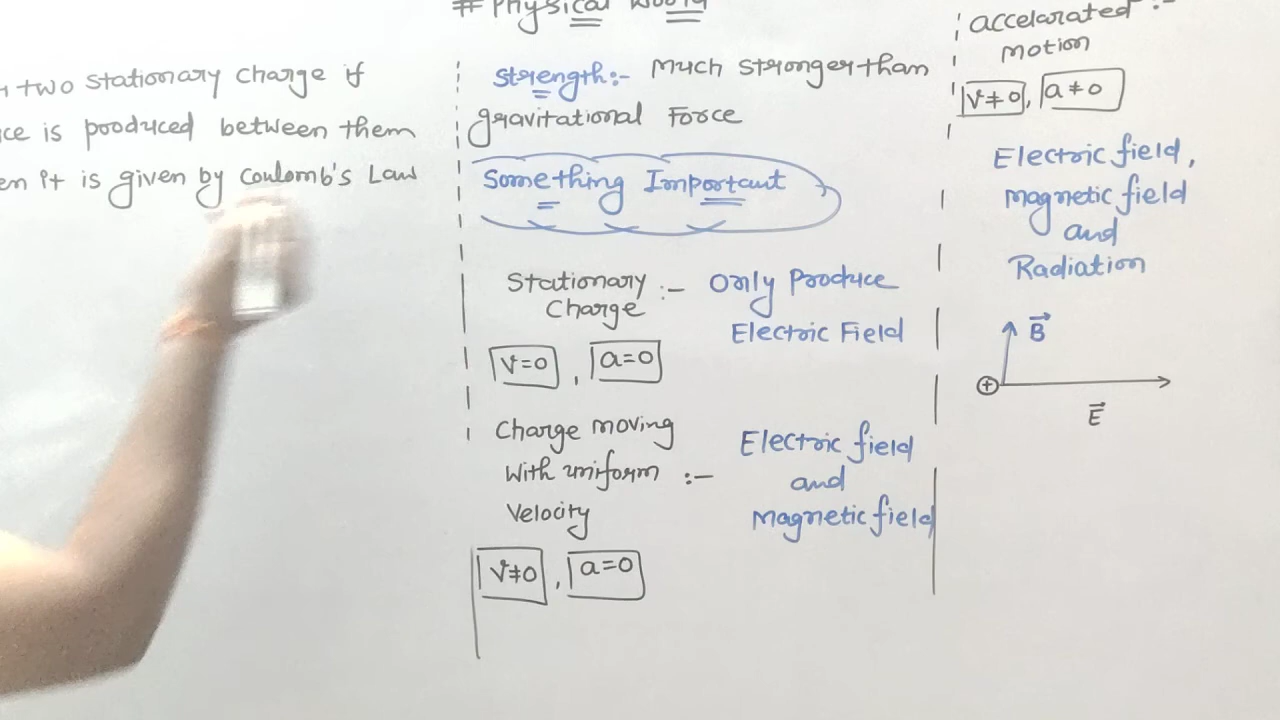 # Physical World
two stationary charge if
is produced between them
it is given by Coulomb's Law
Strength:- Much stronger than
gravitational Force
Something Important
Stationary :- Only Produce
Charge
Electric Field
v=0 , a=0
Charge moving
With uniform :-
Velocity
Electric field
and
Magnetic field
v≠0 , a=0
accelarated :-
motion
v≠0 , a≠0
Electric field,
Magnetic field
and
Radiation
B
+
E